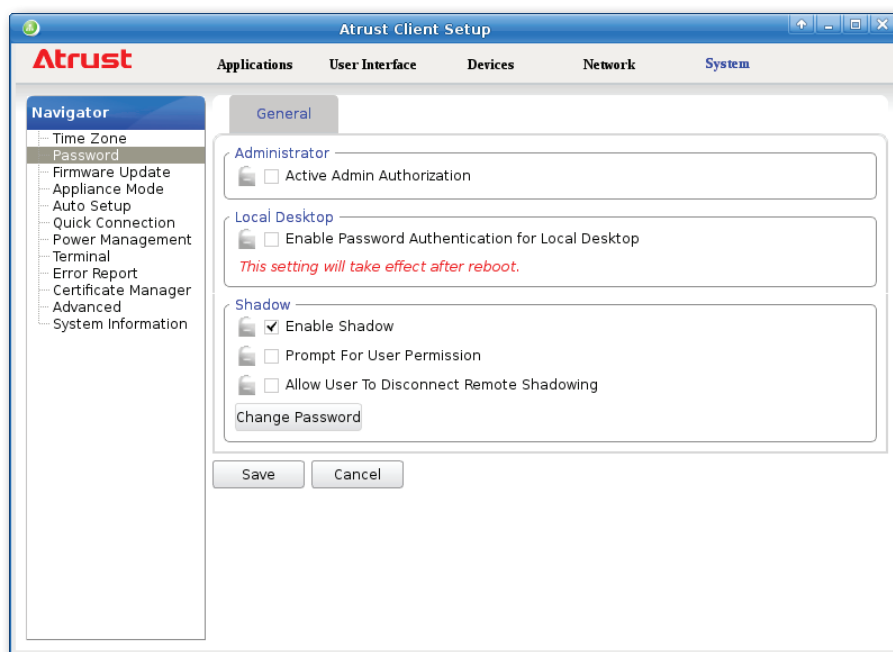 Atrust Client Setup
Atrust
Applications User Interface Devices Network System
Navigator
Time Zone
Password
Firmware Update
Appliance Mode
Auto Setup
Quick Connection
Power Management
Terminal
Error Report
Certificate Manager
Advanced
System Information
General
Administrator
Active Admin Authorization
Local Desktop
Enable Password Authentication for Local Desktop
This setting will take effect after reboot.
Shadow
Enable Shadow
Prompt For User Permission
Allow User To Disconnect Remote Shadowing
Change Password
Save Cancel